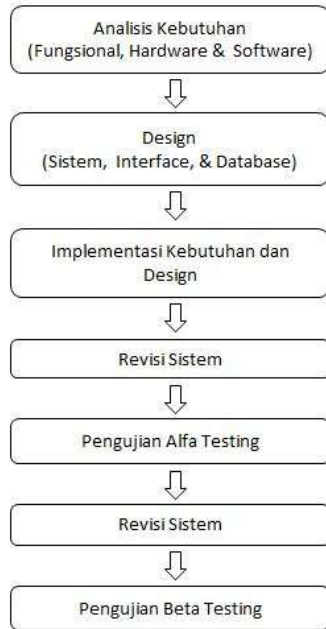 Analisis Kebutuhan
(Fungsional, Hardware & Software)
Design
(Sistem, Interface, & Database)
Implementasi Kebutuhan dan
Design
Revisi Sistem
Pengujian Alfa Testing
Revisi Sistem
Pengujian Beta Testing